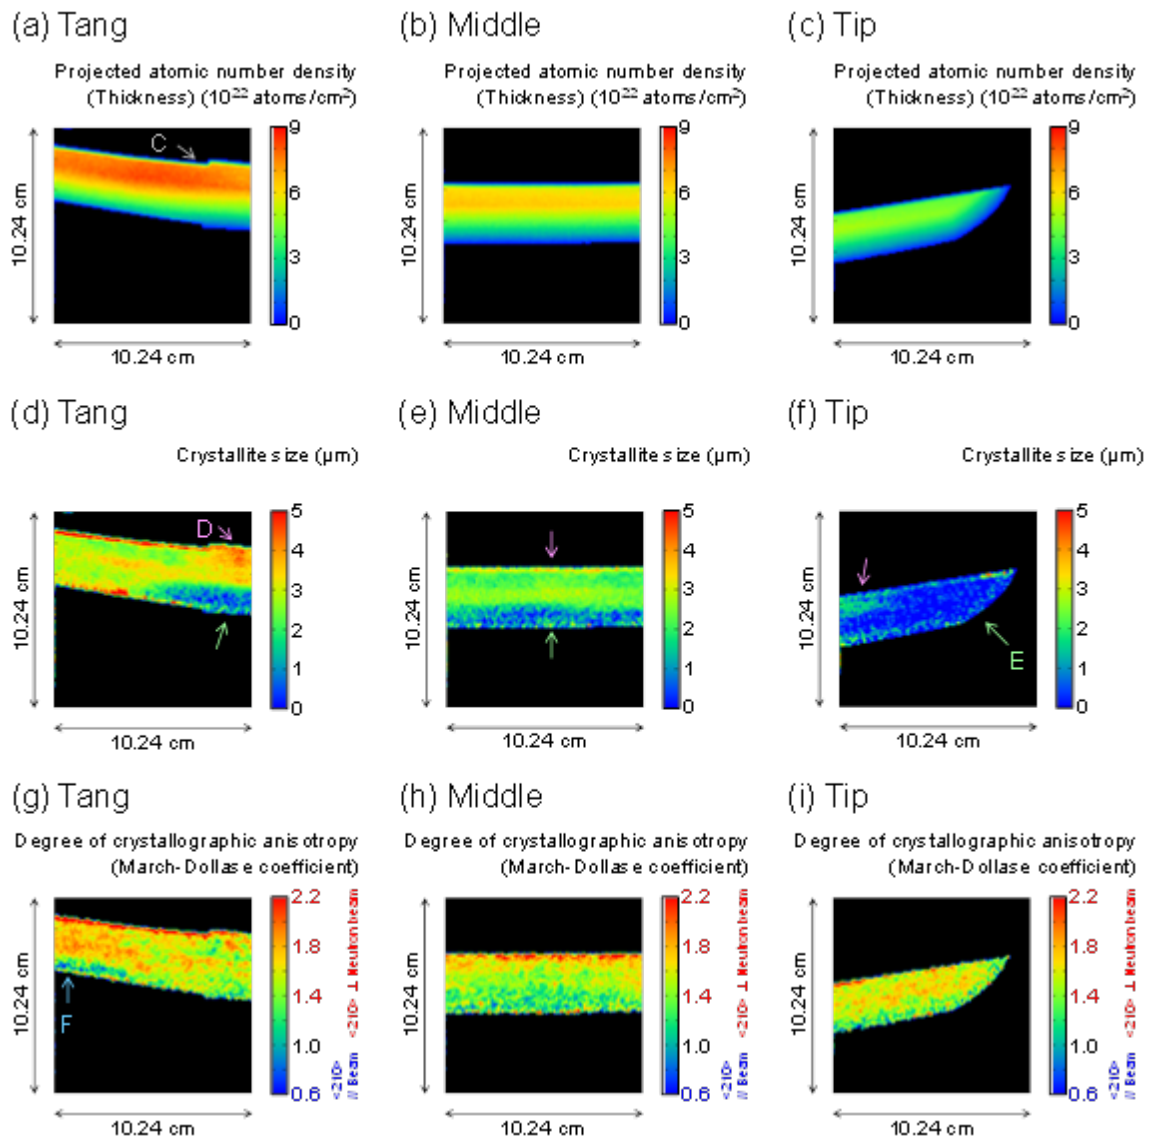 (a) Tang
(b) Middle
(c) Tip
Projected atomic number density
(Thickness) (10²² atoms/cm²)
Projected atomic number density
(Thickness) (10²² atoms/cm²)
Projected atomic number density
(Thickness) (10²² atoms/cm²)
C
10.24 cm
9
6
3
0
10.24 cm
10.24 cm
9
6
3
0
10.24 cm
10.24 cm
9
6
3
0
10.24 cm
(d) Tang
(e) Middle
(f) Tip
Crystallite size (µm)
Crystallite size (µm)
Crystallite size (µm)
D
10.24 cm
5
4
3
2
1
0
10.24 cm
10.24 cm
5
4
3
2
1
0
10.24 cm
E
10.24 cm
5
4
3
2
1
0
10.24 cm
(g) Tang
(h) Middle
(i) Tip
Degree of crystallographic anisotropy
(March-Dollase coefficient)
Degree of crystallographic anisotropy
(March-Dollase coefficient)
Degree of crystallographic anisotropy
(March-Dollase coefficient)
F
10.24 cm
2.2
1.8
1.4
1.0
0.6
<210> ⊥ Neutron beam
<210>
// Beam
10.24 cm
10.24 cm
2.2
1.8
1.4
1.0
0.6
<210> ⊥ Neutron beam
<210>
// Beam
10.24 cm
10.24 cm
2.2
1.8
1.4
1.0
0.6
<210> ⊥ Neutron beam
<210>
// Beam
10.24 cm